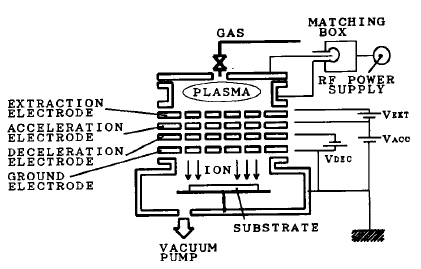 MATCHING
BOX
GAS
PLASMA
RF POWER
SUPPLY
EXTRACTION
ELECTRODE
ACCELERATION
ELECTRODE
DECELERATION
ELECTRODE
GROUND
ELECTRODE
VEXT
VACC
VDEC
ION
SUBSTRATE
VACUUM
PUMP